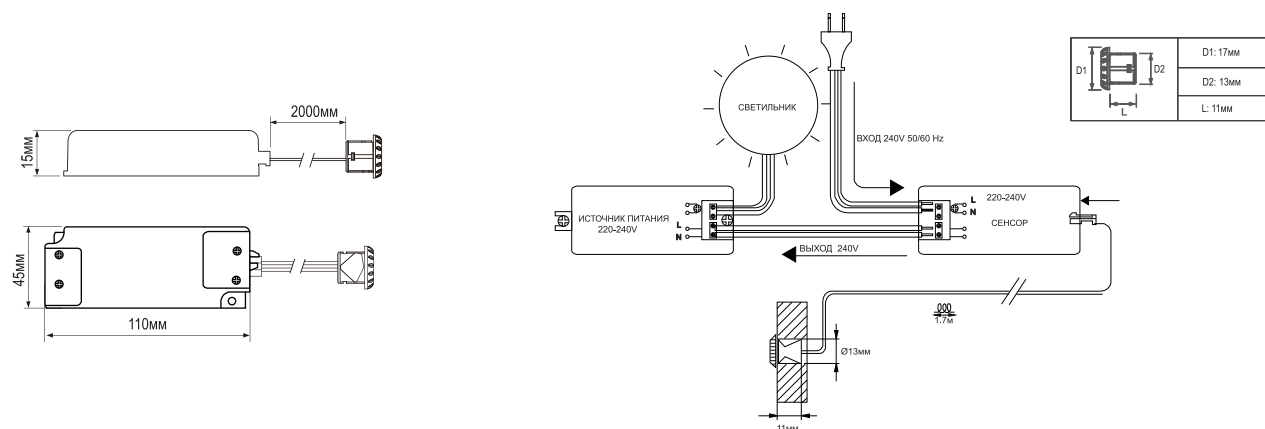 2000мм
15мм
45мм
110мм
СВЕТИЛЬНИК
ВХОД 240V 50/60 Hz
ИСТОЧНИК ПИТАНИЯ
220-240V
L
N
L
N
220-240V
СЕНСОР
ВЫХОД 240V
1.7м
Ø13мм
11мм
D1
D2
L
D1: 17мм
D2: 13мм
L: 11мм